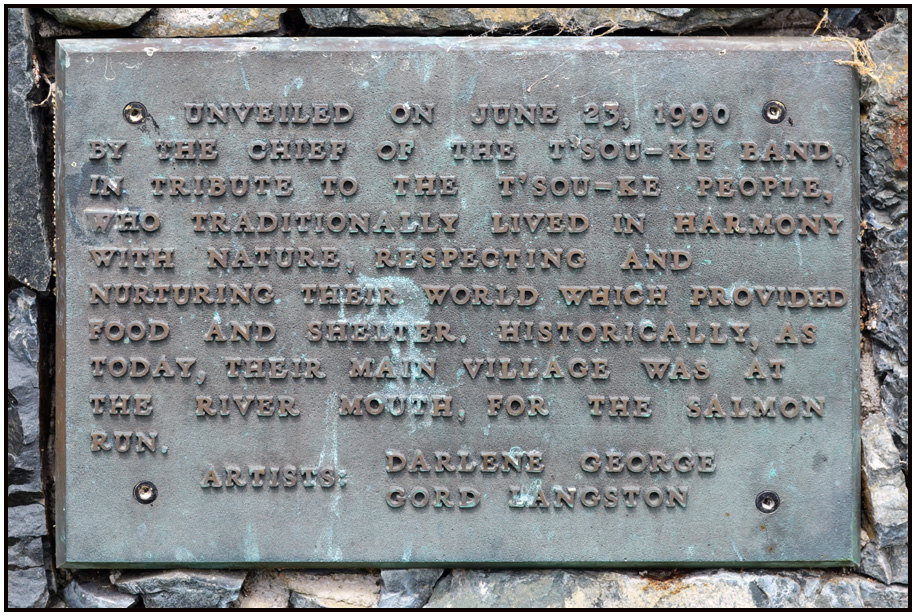 UNVEILED ON JUNE 23, 1990
BY THE CHIEF OF THE T'SOU-KE BAND,
IN TRIBUTE TO THE T'SOU-KE PEOPLE,
WHO TRADITIONALLY LIVED IN HARMONY
WITH NATURE, RESPECTING AND
NURTURING THEIR WORLD WHICH PROVIDED
FOOD AND SHELTER. HISTORICALLY, AS
TODAY, THEIR MAIN VILLAGE WAS AT
THE RIVER MOUTH, FOR THE SALMON
RUN.
ARTISTS: DARLENE GEORGE
GORD LANGSTON